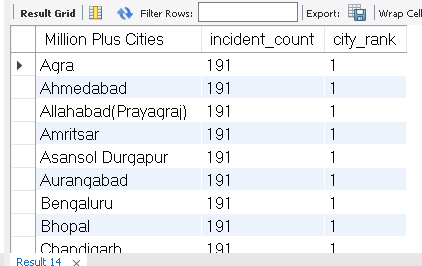 Result Grid Filter Rows: Export: Wrap Cell
Million Plus Cities incident_count city_rank
Agra 191 1
Ahmedabad 191 1
Allahabad(Prayagraj) 191 1
Amritsar 191 1
Asansol Durgapur 191 1
Aurangabad 191 1
Bengaluru 191 1
Bhopal 191 1
Chandigarh 191 1
Result 14 ×